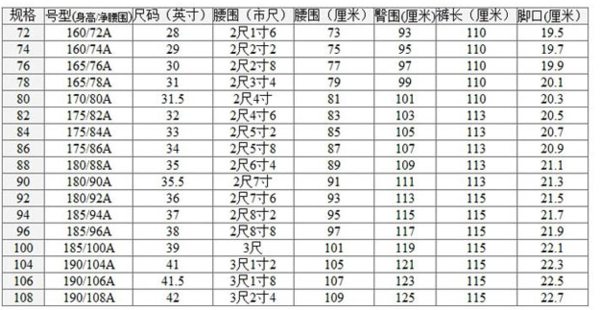 规格 号型(身高/净腰围) 尺码（英寸） 腰围（市尺） 腰围（厘米） 臀围(厘米) 裤长（厘米） 脚口(厘米)
72 160/72A 28 2尺1寸6 73 93 110 19.5
74 160/74A 29 2尺2寸2 75 95 110 19.7
76 165/76A 30 2尺2寸8 77 97 110 19.9
78 165/78A 31 2尺3寸4 79 99 110 20.1
80 170/80A 31.5 2尺4寸 81 101 110 20.3
82 175/82A 32 2尺4寸6 83 103 113 20.5
84 175/84A 33 2尺5寸2 85 105 113 20.7
86 175/86A 34 2尺5寸8 87 107 113 20.9
88 180/88A 35 2尺6寸4 89 109 113 21.1
90 180/90A 35.5 2尺7寸 91 111 113 21.3
92 180/92A 36 2尺7寸6 93 113 115 21.5
94 185/94A 37 2尺8寸2 95 115 115 21.7
96 185/96A 38 2尺8寸8 97 117 115 21.9
100 185/100A 39 3尺 101 119 115 22.1
104 190/104A 41 3尺1寸2 105 121 115 22.3
106 190/106A 41.5 3尺1寸8 107 123 115 22.5
108 190/108A 42 3尺2寸4 109 125 115 22.7